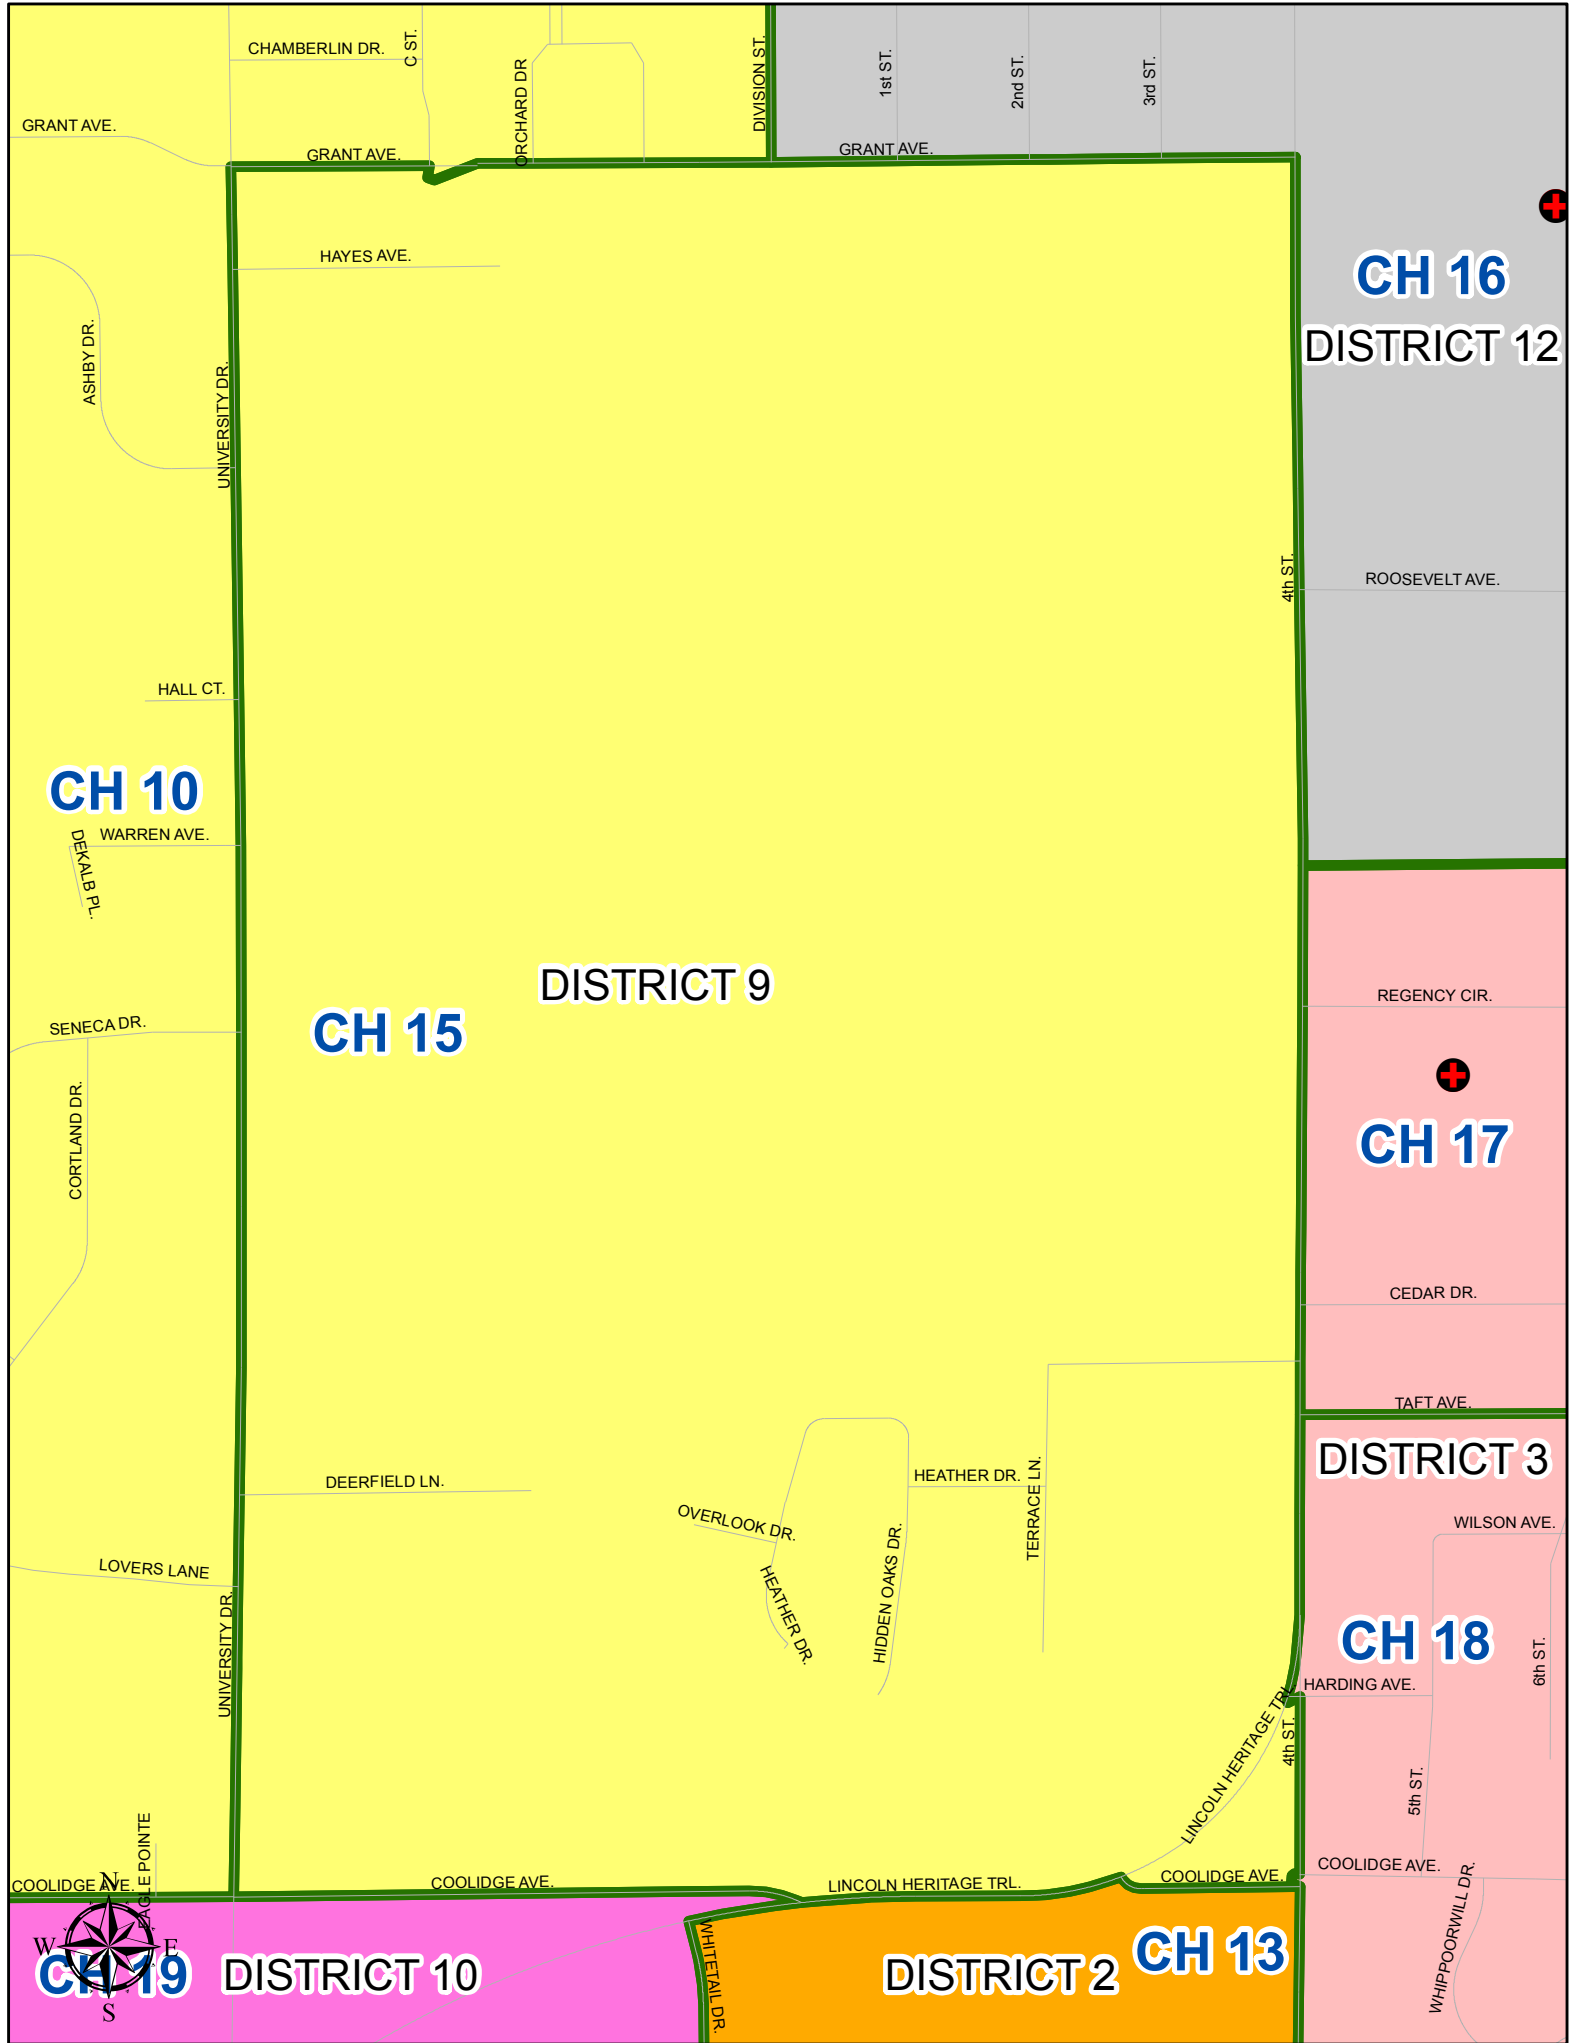 CHAMBERLIN DR.
C ST.
ORCHARD DR
DIVISION ST.
1st ST.
2nd ST.
3rd ST.
GRANT AVE.
GRANT AVE.
GRANT AVE.
HAYES AVE.
CH 16
DISTRICT 12
ASHBY DR.
UNIVERSITY DR.
4th ST.
ROOSEVELT AVE.
HALL CT.
CH 10
WARREN AVE.
DEKALB PL.
DISTRICT 9
CH 15
SENECA DR.
REGENCY CIR.
CORTLAND DR.
CH 17
CEDAR DR.
TAFT AVE.
DISTRICT 3
DEERFIELD LN.
HEATHER DR.
TERRACE LN.
OVERLOOK DR.
WILSON AVE.
LOVERS LANE
HEATHER DR.
HIDDEN OAKS DR.
UNIVERSITY DR.
CH 18
6th ST.
HARDING AVE.
LINCOLN HERITAGE TRL.
4th ST.
5th ST.
EAGLE POINTE
COOLIDGE AVE.
COOLIDGE AVE.
LINCOLN HERITAGE TRL.
COOLIDGE AVE.
COOLIDGE AVE.
WHIPPOORWILL DR.
WHITETAIL DR.
N
W
E
S
CH 19
DISTRICT 10
DISTRICT 2
CH 13